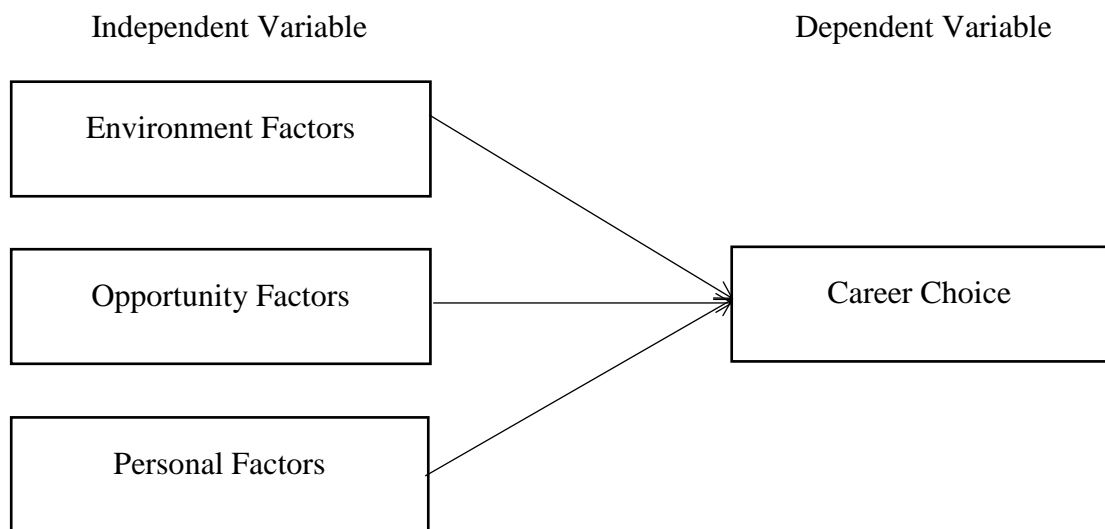 Independent Variable
Dependent Variable
Environment Factors
Opportunity Factors
Career Choice
Personal Factors